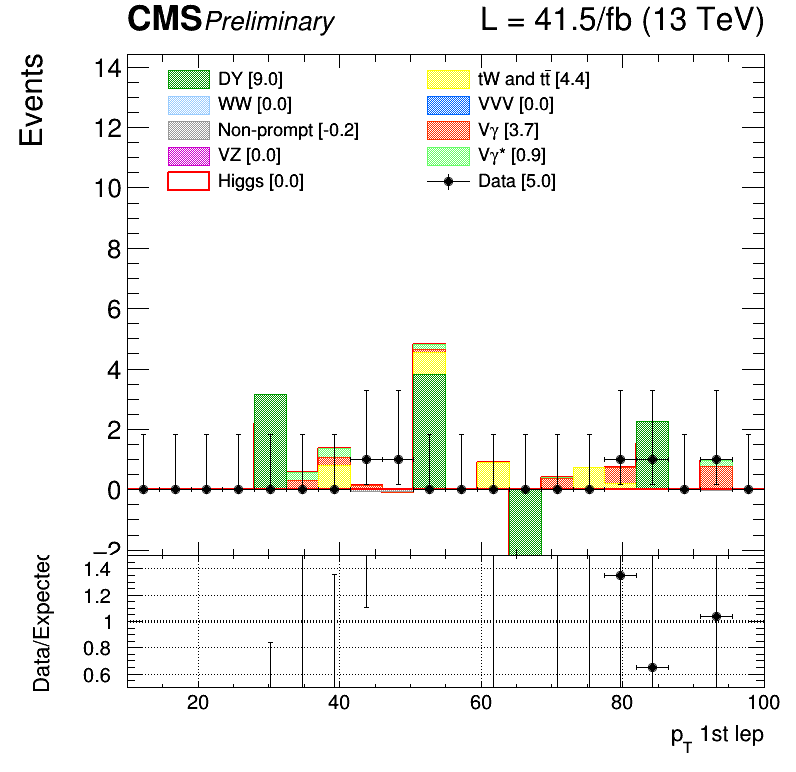 CMS Preliminary L = 41.5/fb (13 TeV)
Events
14
12
10
8
6
4
2
0
−2
DY [9.0]
WW [0.0]
Non-prompt [-0.2]
VZ [0.0]
Higgs [0.0]
tW and tt̄ [4.4]
VVV [0.0]
Vγ [3.7]
Vγ* [0.9]
Data [5.0]
Data/Expected
1.4
1.2
1
0.8
0.6
20 40 60 80 100
p_T 1st lep